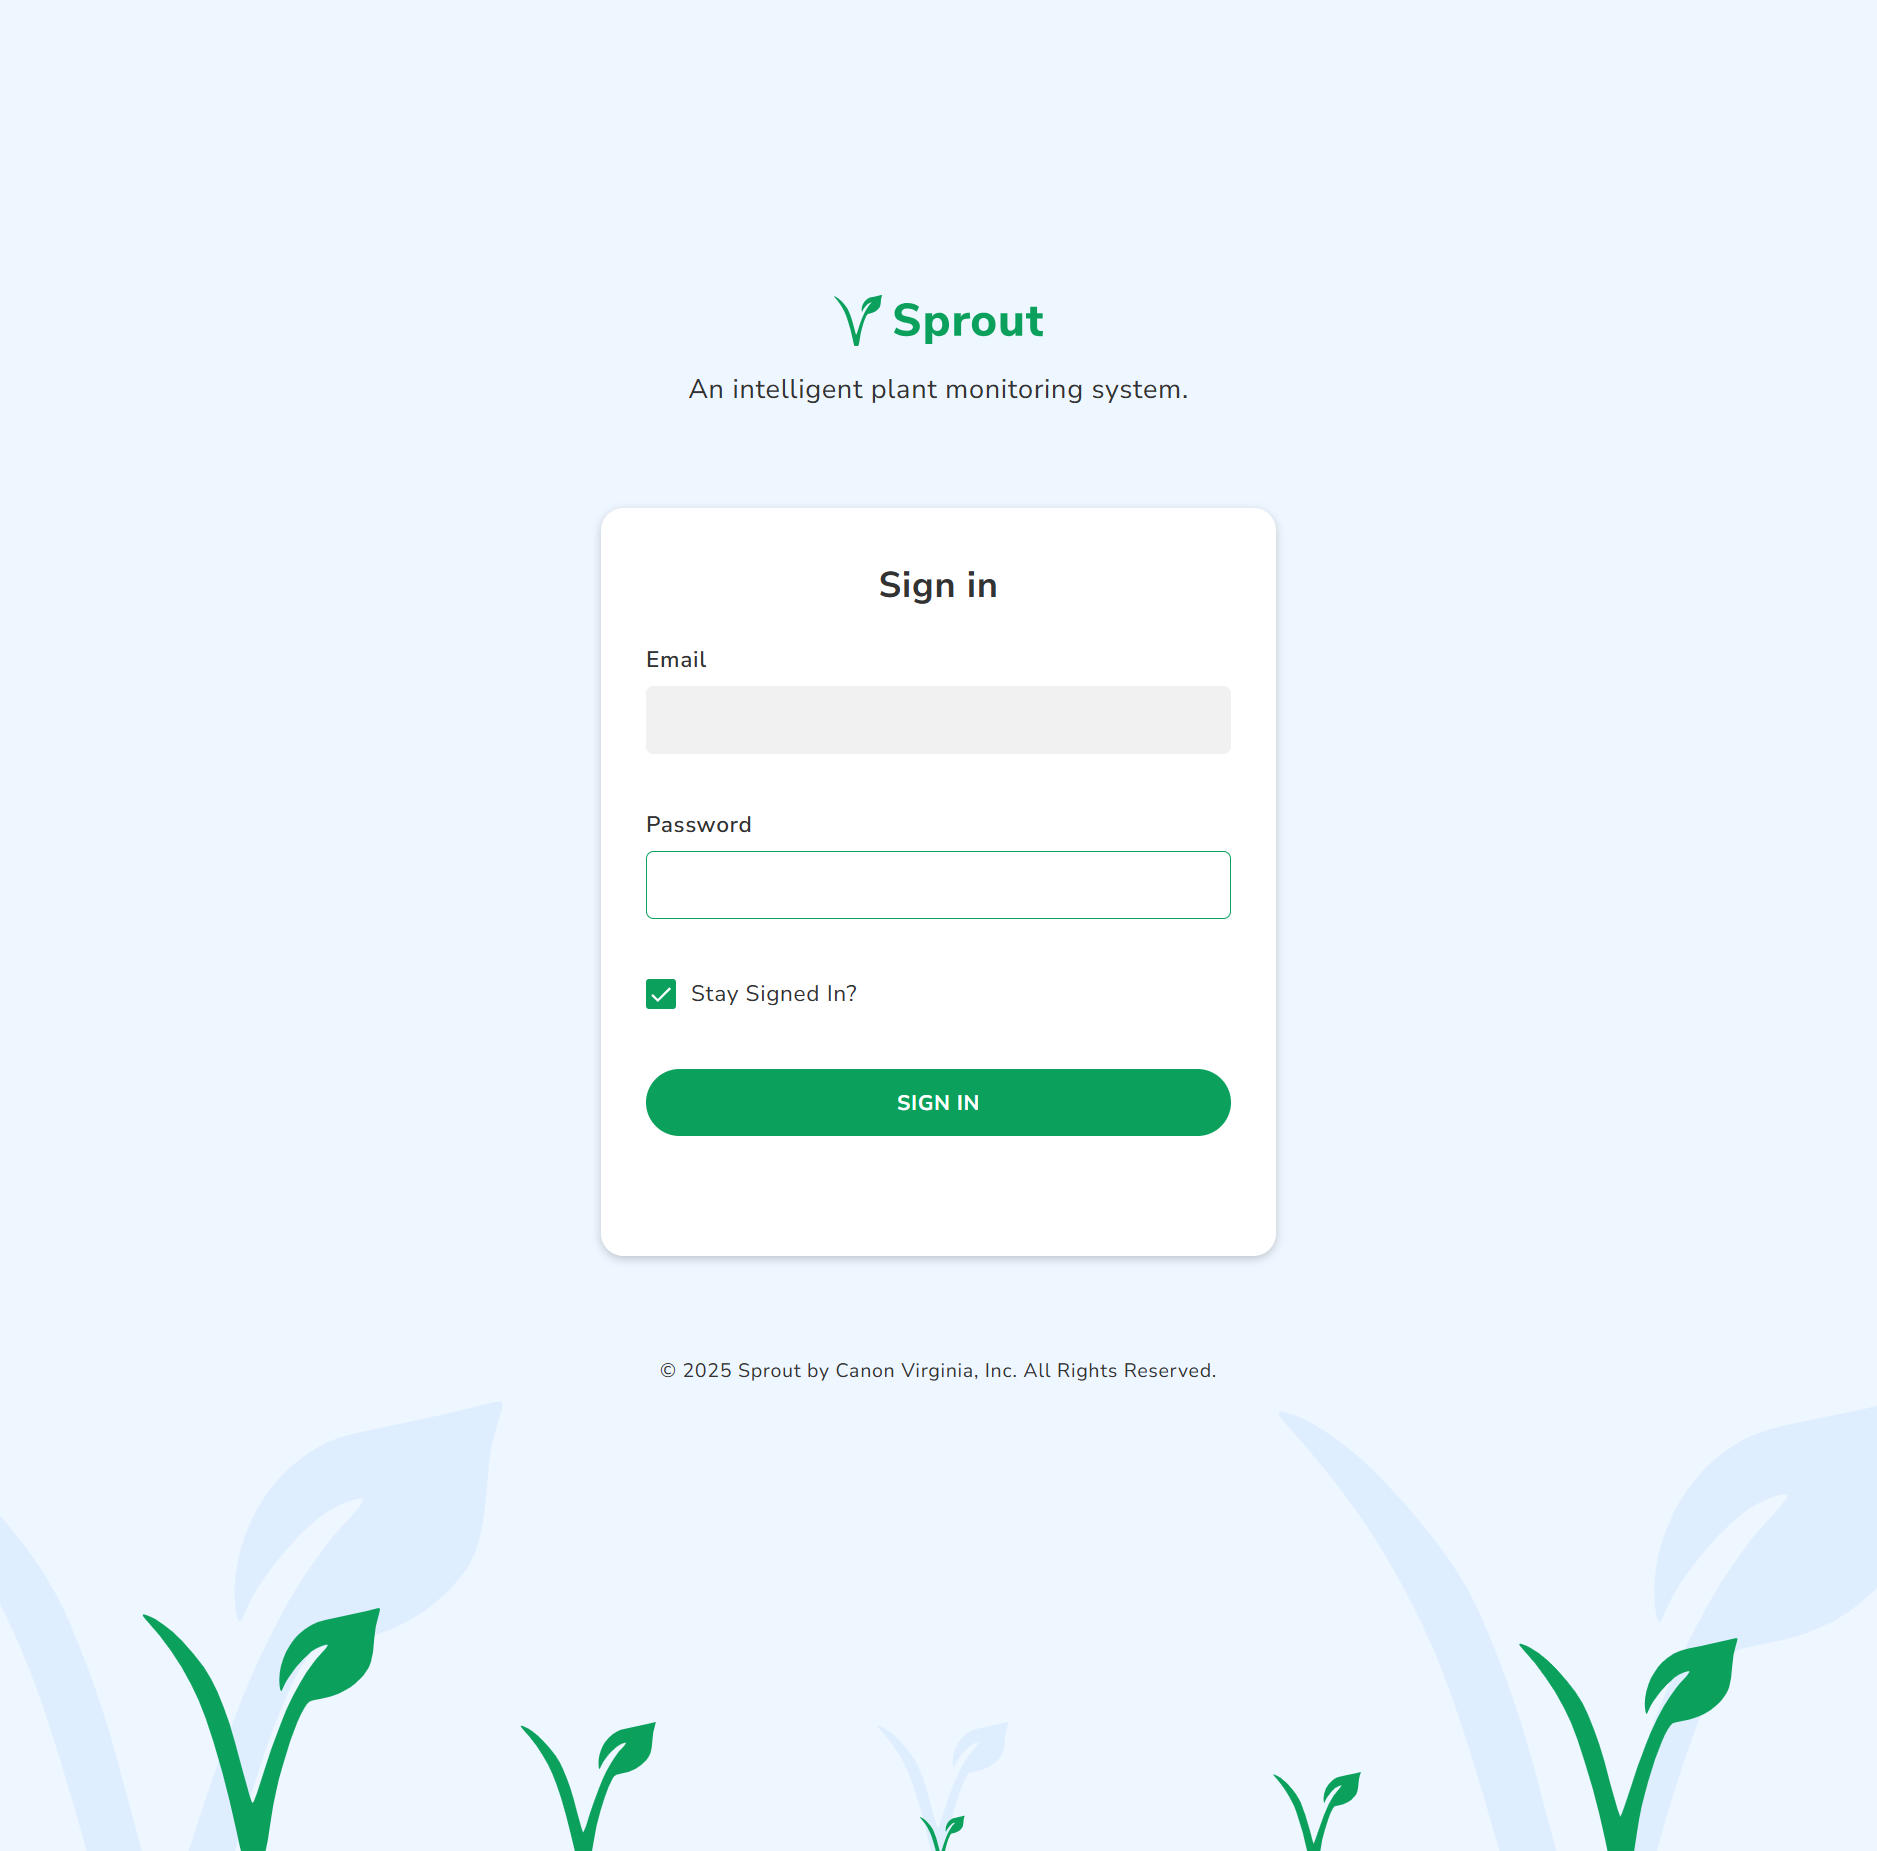 Sprout
An intelligent plant monitoring system.
Sign in
Email
Password
Stay Signed In?
SIGN IN
© 2025 Sprout by Canon Virginia, Inc. All Rights Reserved.